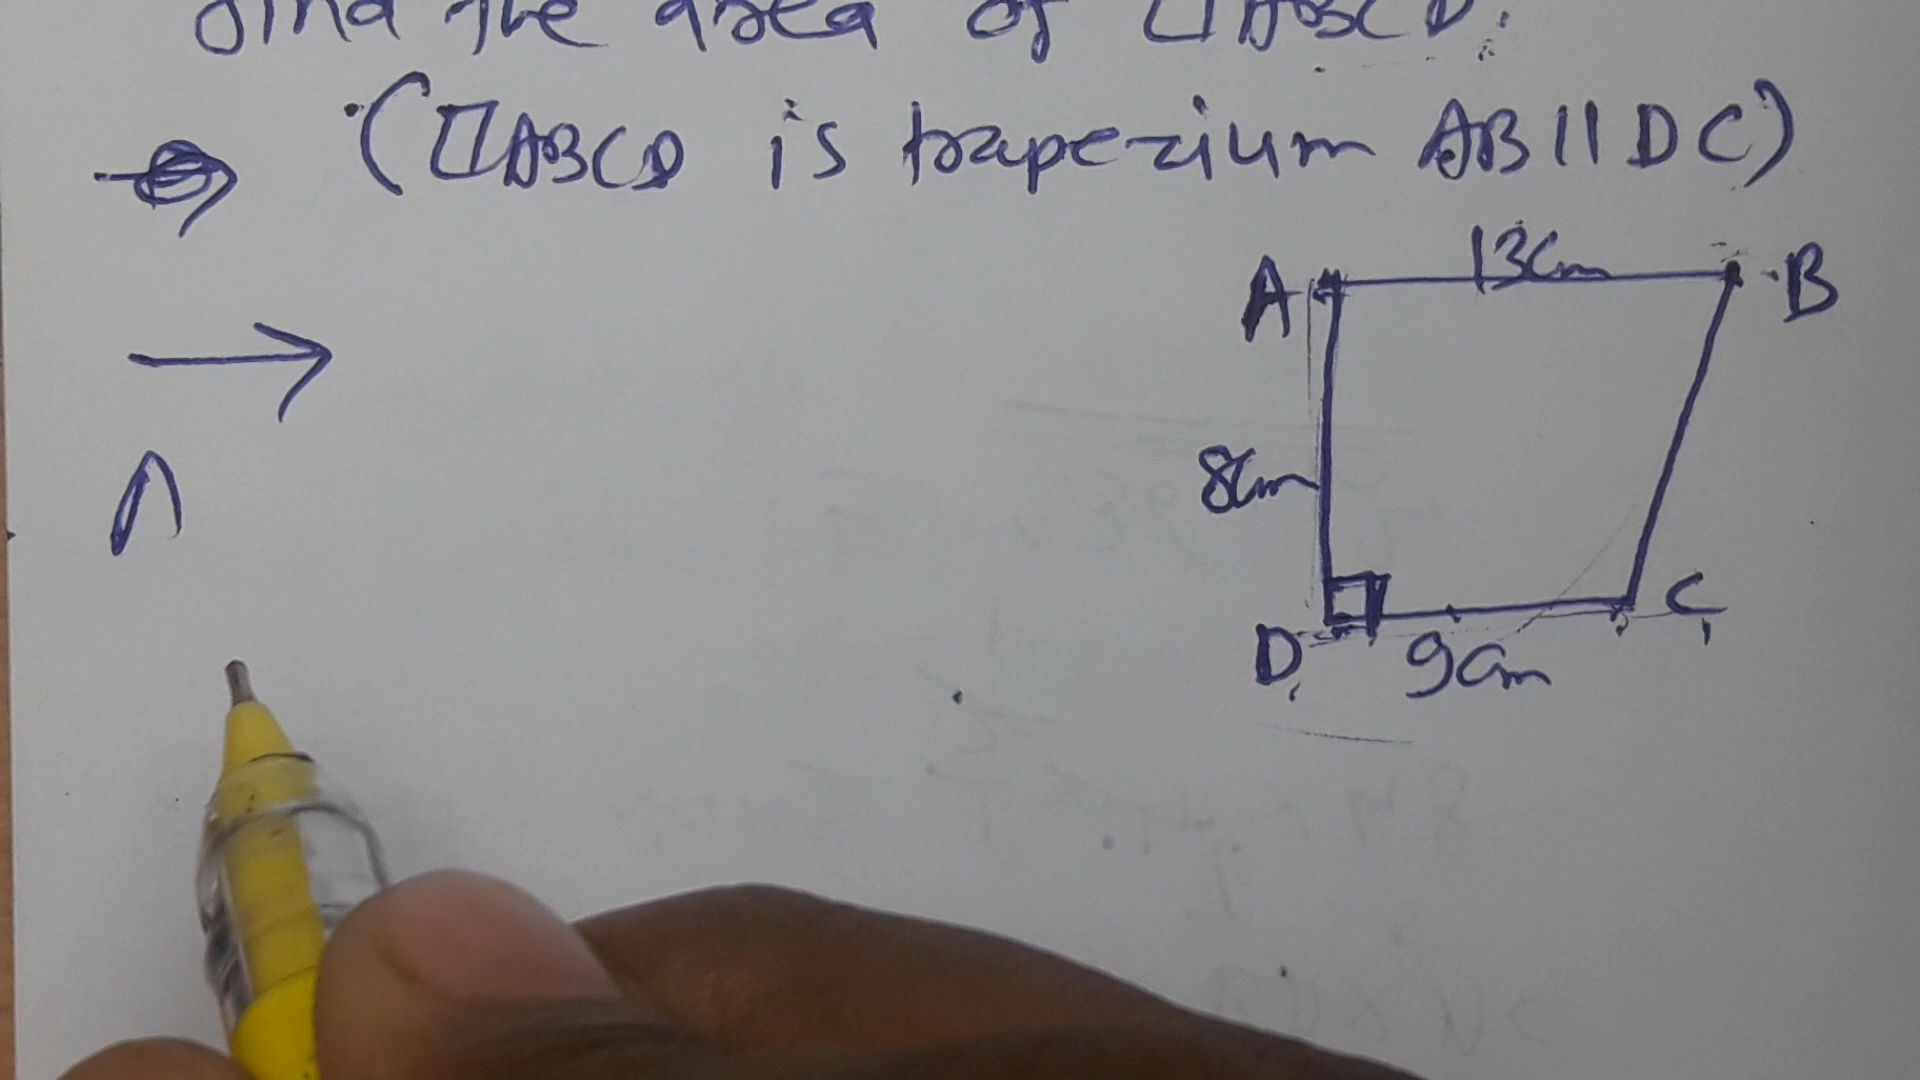 find the area of □ABCD.
(□ABCD is trapezium AB||DC)
A 13cm B
8cm
D 9cm C